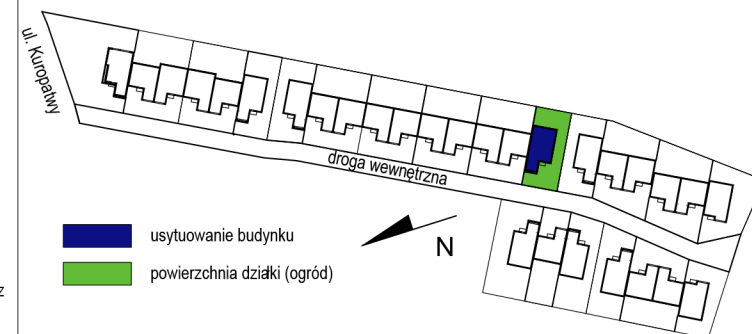 ul. Kuropatwy
droga wewnętrzna
usytuowanie budynku
N
powierzchnia działki (ogród)
z